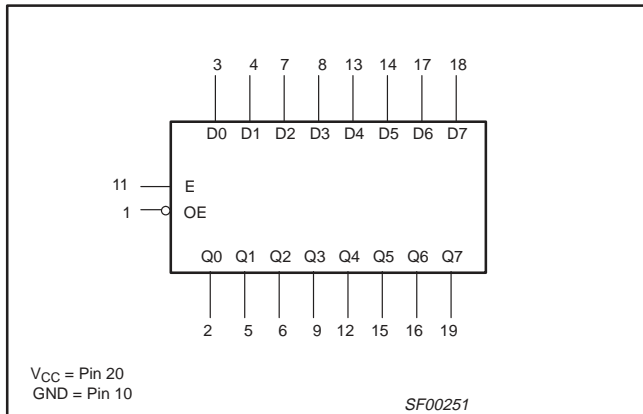 3 4 7 8 13 14 17 18
D0 D1 D2 D3 D4 D5 D6 D7
11 E
1 OE
Q0 Q1 Q2 Q3 Q4 Q5 Q6 Q7
2 5 6 9 12 15 16 19
VCC = Pin 20
GND = Pin 10
SF00251